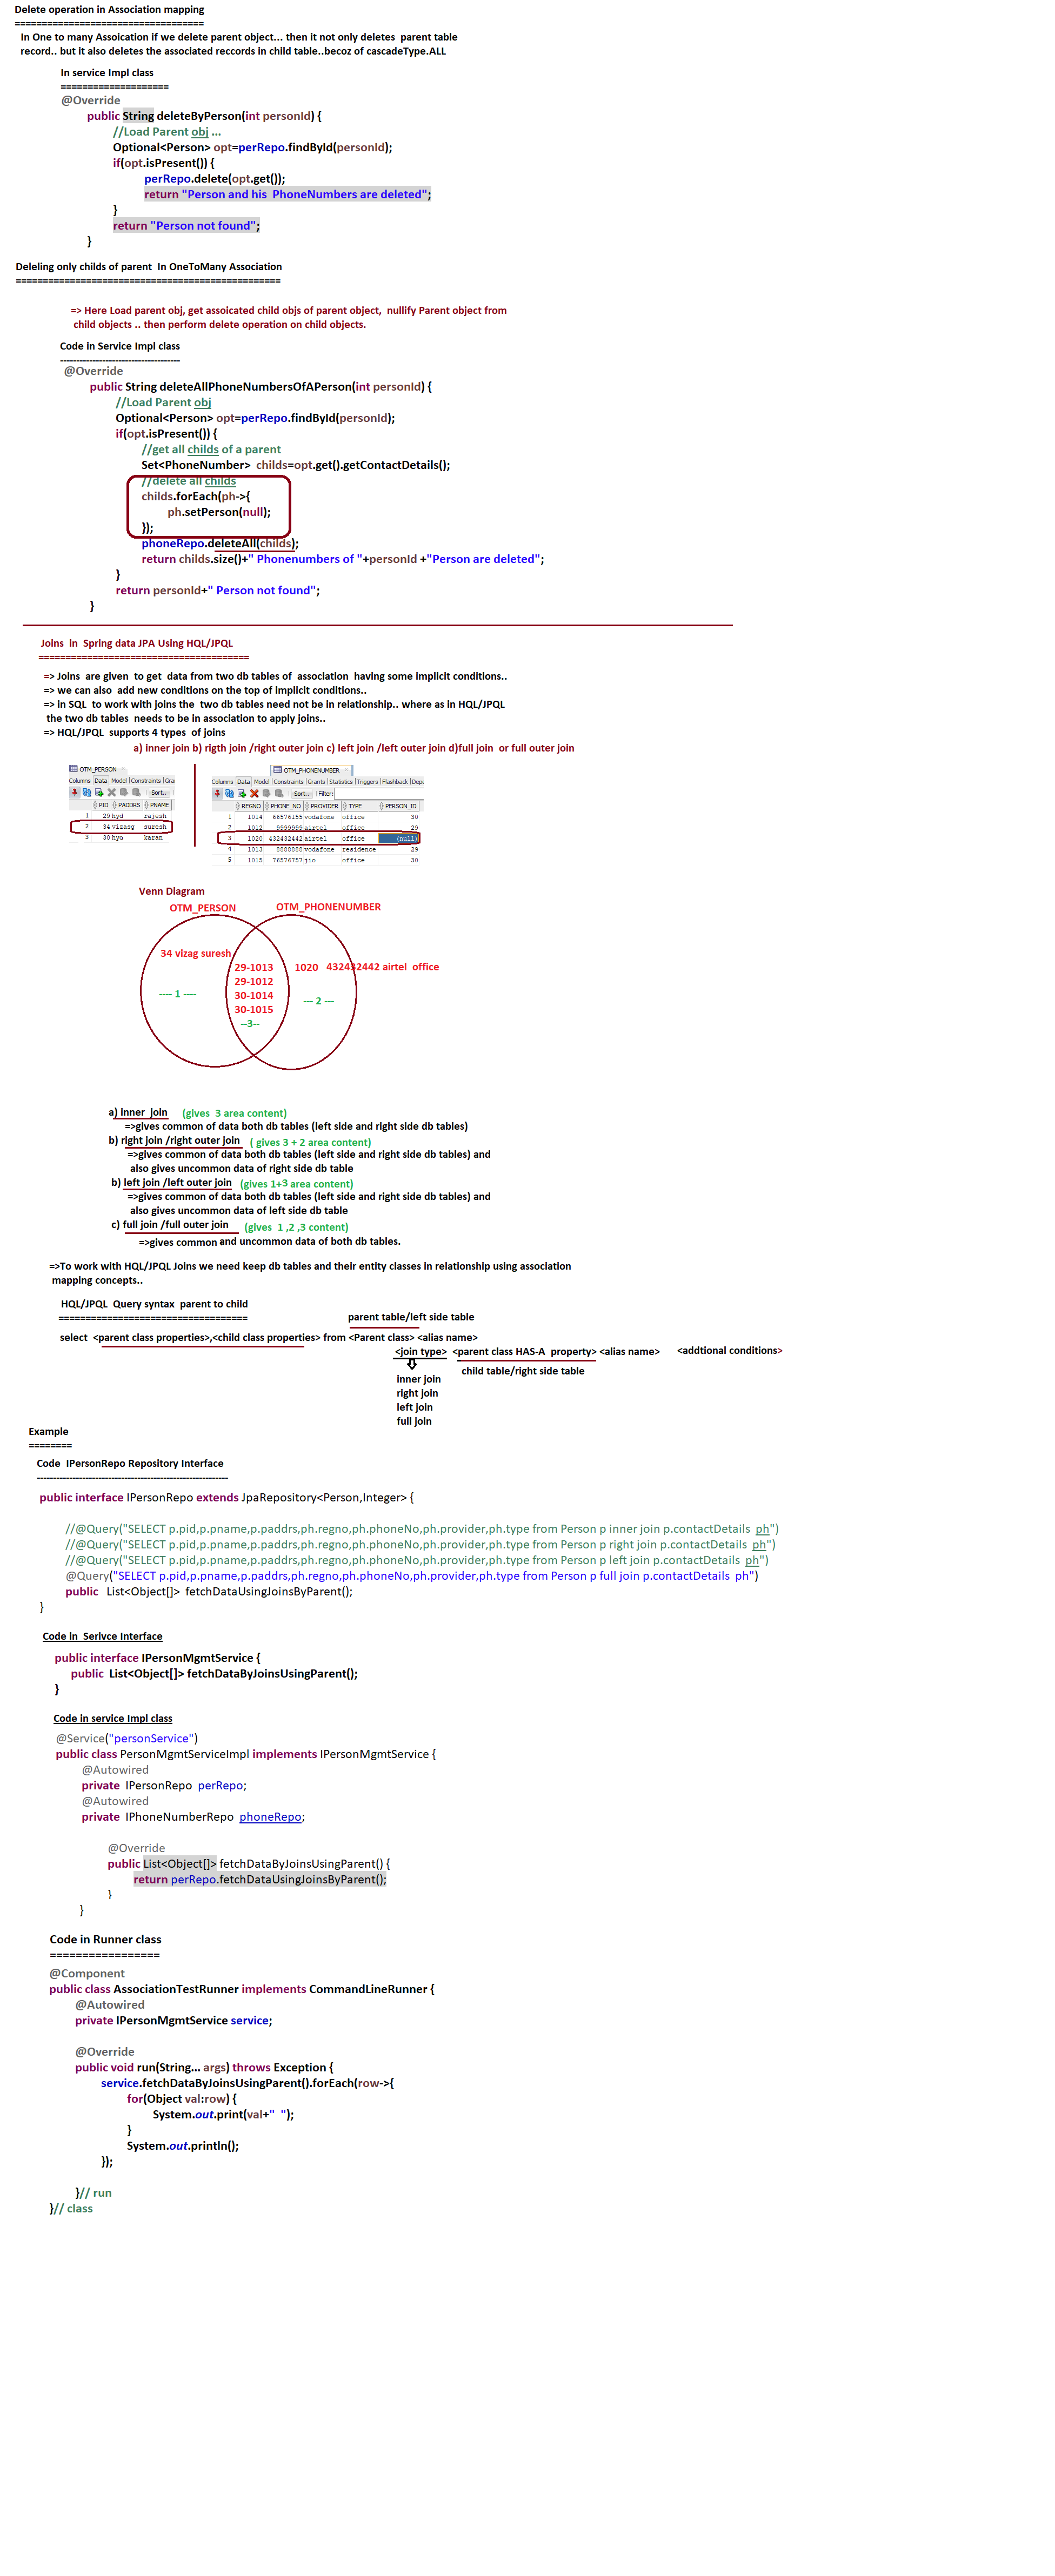 Delete operation in Association mapping
===================================
In One to many Assoication if we delete parent object... then it not only deletes parent table
record.. but it also deletes the associated reccords in child table..becoz of cascadeType.ALL
In service Impl class
====================
@Override
public String deleteByPerson(int personId) {
//Load Parent obj ...
Optional<Person> opt=perRepo.findById(personId);
if(opt.isPresent()) {
perRepo.delete(opt.get());
return "Person and his PhoneNumbers are deleted";
}
return "Person not found";
}
Deleling only childs of parent In OneToMany Association
=================================================
=> Here Load parent obj, get assoicated child objs of parent object, nullify Parent object from
child objects .. then perform delete operation on child objects.
Code in Service Impl class
-------------------------------------
@Override
public String deleteAllPhoneNumbersOfAPerson(int personId) {
//Load Parent obj
Optional<Person> opt=perRepo.findById(personId);
if(opt.isPresent()) {
//get all childs of a parent
Set<PhoneNumber> childs=opt.get().getContactDetails();
//delete all childs
childs.forEach(ph->{
ph.setPerson(null);
});
phoneRepo.deleteAll(childs);
return childs.size()+" Phonenumbers of "+personId +"Person are deleted";
}
return personId+" Person not found";
}
Joins in Spring data JPA Using HQL/JPQL
=======================================
=> Joins are given to get data from two db tables of association having some implicit conditions..
=> we can also add new conditions on the top of implicit conditions..
=> in SQL to work with joins the two db tables need not be in relationship.. where as in HQL/JPQL
the two db tables needs to be in association to apply joins..
=> HQL/JPQL supports 4 types of joins
a) inner join b) rigth join /right outer join c) left join /left outer join d)full join or full outer join
OTM_PERSON
Columns Data Model Constraints Gra
Sort..
PID PADDRS PNAME
1 29 hyd rajesh
2 34 vizasg suresh
3 30 hyd karan
OTM_PHONENUMBER
Columns Data Model Constraints Grants Statistics Triggers Flashback Depe
Sort.. Filter:
REGNO PHONE_NO PROVIDER TYPE PERSON_ID
1 1014 66576155 vodafone office 30
2 1012 9999999 airtel office 29
3 1020 432432442 airtel office (null)
4 1013 8888888 vodafone residence 29
5 1015 76576757 jio office 30
Venn Diagram
OTM_PERSON OTM_PHONENUMBER
34 vizag suresh
29-1013 1020 432432442 airtel office
29-1012
---- 1 ---- 30-1014 --- 2 ---
30-1015
--3--
a) inner join (gives 3 area content)
=>gives common of data both db tables (left side and right side db tables)
b) right join /right outer join ( gives 3 + 2 area content)
=>gives common of data both db tables (left side and right side db tables) and
also gives uncommon data of right side db table
b) left join /left outer join (gives 1+3 area content)
=>gives common of data both db tables (left side and right side db tables) and
also gives uncommon data of left side db table
c) full join /full outer join (gives 1 ,2 ,3 content)
=>gives common and uncommon data of both db tables.
=>To work with HQL/JPQL Joins we need keep db tables and their entity classes in relationship using association
mapping concepts..
HQL/JPQL Query syntax parent to child
===================================
parent table/left side table
select <parent class properties>,<child class properties> from <Parent class> <alias name>
<join type> <parent class HAS-A property> <alias name> <addtional conditions>
child table/right side table
inner join
right join
left join
full join
Example
========
Code IPersonRepo Repository Interface
-----------------------------------------------------------
public interface IPersonRepo extends JpaRepository<Person,Integer> {
//@Query("SELECT p.pid,p.pname,p.paddrs,ph.regno,ph.phoneNo,ph.provider,ph.type from Person p inner join p.contactDetails ph")
//@Query("SELECT p.pid,p.pname,p.paddrs,ph.regno,ph.phoneNo,ph.provider,ph.type from Person p right join p.contactDetails ph")
//@Query("SELECT p.pid,p.pname,p.paddrs,ph.regno,ph.phoneNo,ph.provider,ph.type from Person p left join p.contactDetails ph")
@Query("SELECT p.pid,p.pname,p.paddrs,ph.regno,ph.phoneNo,ph.provider,ph.type from Person p full join p.contactDetails ph")
public List<Object[]> fetchDataUsingJoinsByParent();
}
Code in Serivce Interface
public interface IPersonMgmtService {
public List<Object[]> fetchDataByJoinsUsingParent();
}
Code in service Impl class
@Service("personService")
public class PersonMgmtServiceImpl implements IPersonMgmtService {
@Autowired
private IPersonRepo perRepo;
@Autowired
private IPhoneNumberRepo phoneRepo;
@Override
public List<Object[]> fetchDataByJoinsUsingParent() {
return perRepo.fetchDataUsingJoinsByParent();
}
}
Code in Runner class
=================
@Component
public class AssociationTestRunner implements CommandLineRunner {
@Autowired
private IPersonMgmtService service;
@Override
public void run(String... args) throws Exception {
service.fetchDataByJoinsUsingParent().forEach(row->{
for(Object val:row) {
System.out.print(val+" ");
}
System.out.println();
});
}// run
}// class